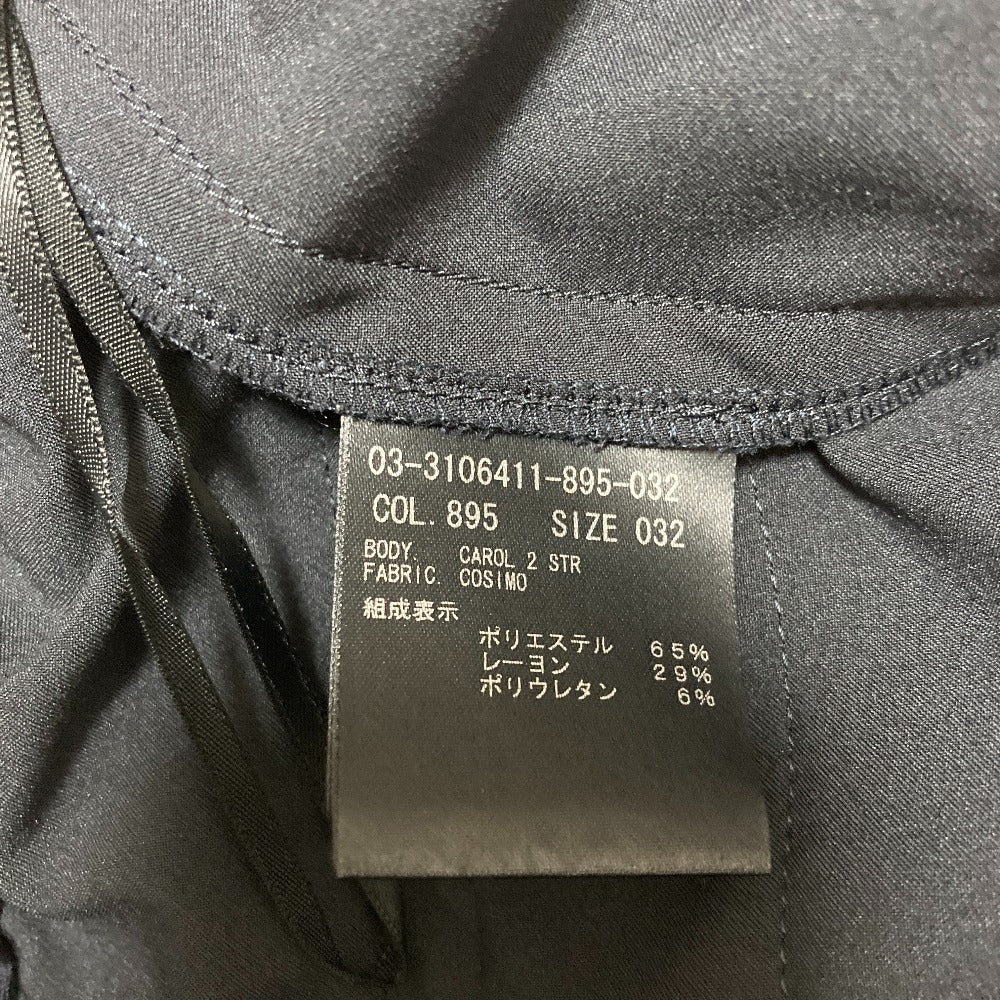 03-3106411-895-032
COL. 895 SIZE 032
BODY. CAROL 2 STR
FABRIC. COSIMO
組成表示
ポリエステル 65%
レーヨン 29%
ポリウレタン 6%